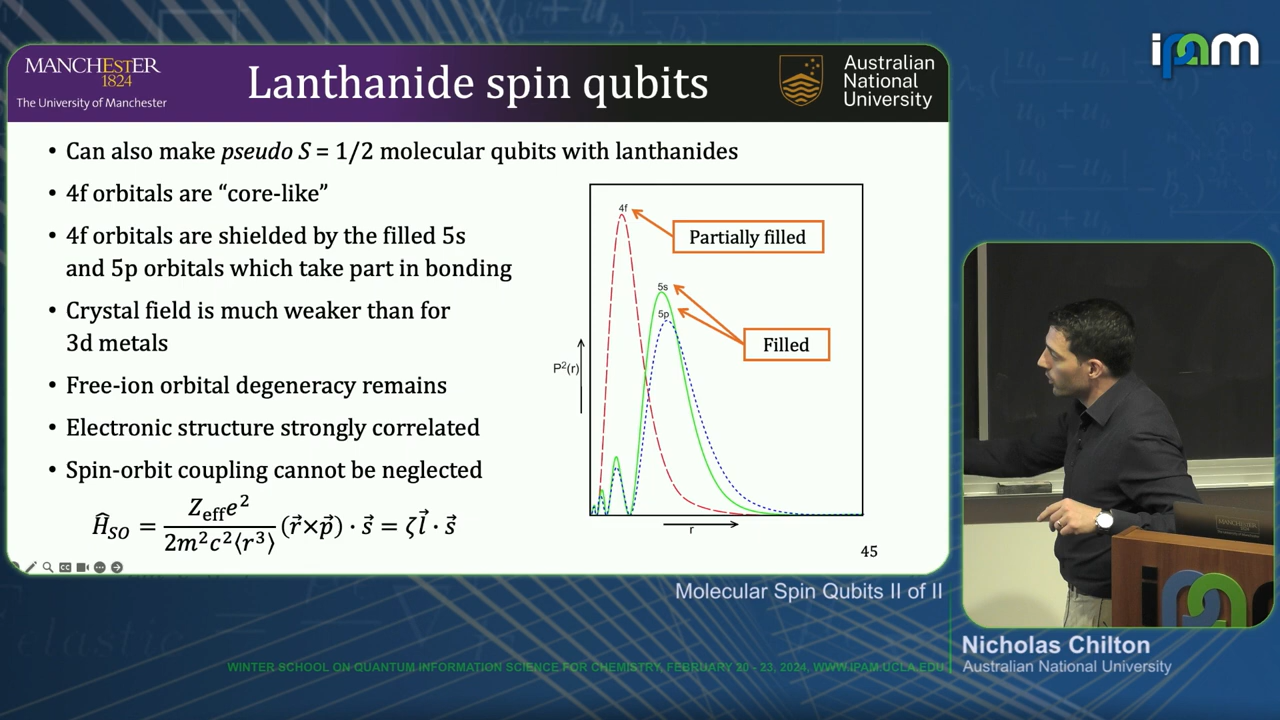 ipam
MANCHESTER
1824
The University of Manchester
Lanthanide spin qubits
Australian
National
University
• Can also make pseudo S = 1/2 molecular qubits with lanthanides
• 4f orbitals are “core-like”
• 4f orbitals are shielded by the filled 5s
and 5p orbitals which take part in bonding
• Crystal field is much weaker than for
3d metals
• Free-ion orbital degeneracy remains
• Electronic structure strongly correlated
• Spin-orbit coupling cannot be neglected
Ĥ_SO = Z_eff e² / 2m²c²⟨r³⟩ (r⃗×p⃗) · s⃗ = ζl⃗ · s⃗
4f
Partially filled
5s
5p
Filled
P²(r)
r
45
Molecular Spin Qubits II of II
Nicholas Chilton
Australian National University
WINTER SCHOOL ON QUANTUM INFORMATION SCIENCE FOR CHEMISTRY, FEBRUARY 20 - 23, 2024, WWW.IPAM.UCLA.EDU